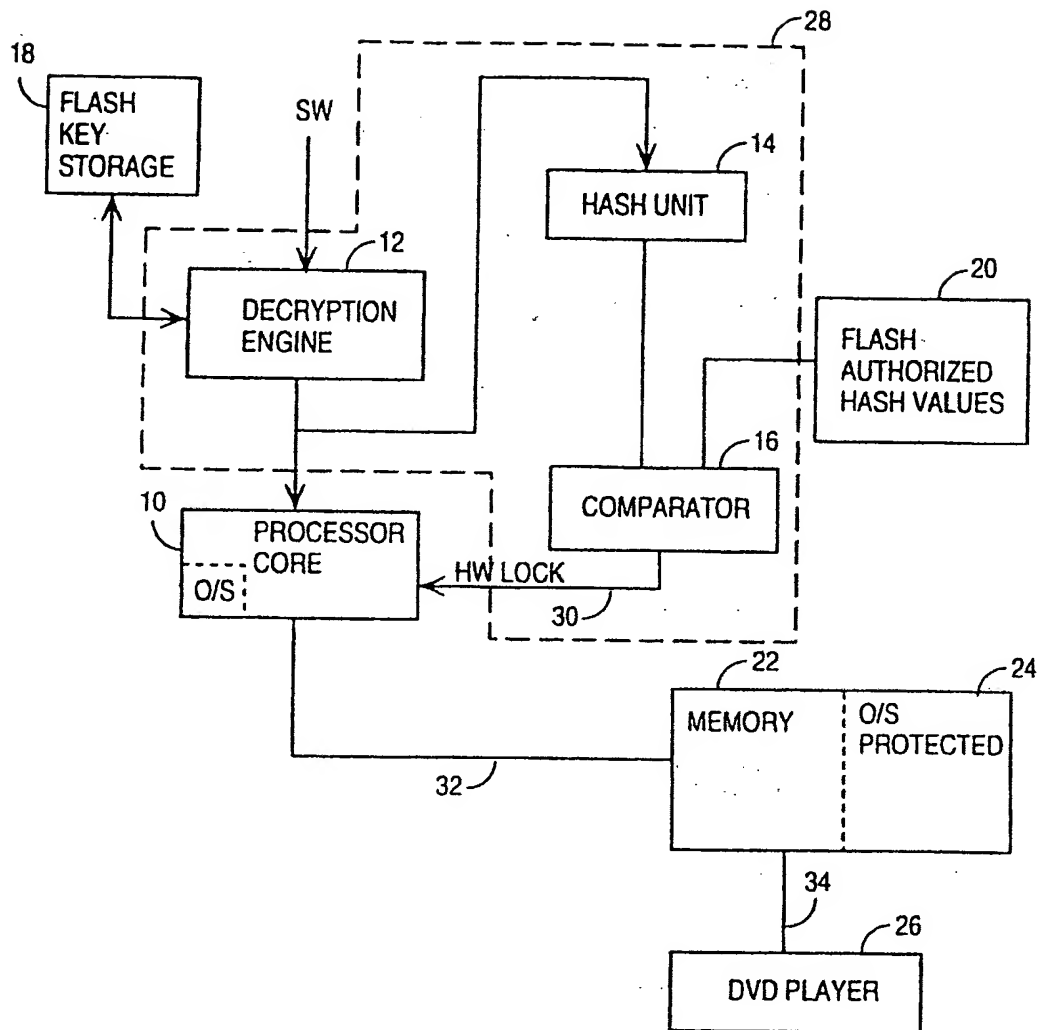 28
18
FLASH
KEY
STORAGE
SW
14
HASH UNIT
12
DECRYPTION
ENGINE
20
FLASH
AUTHORIZED
HASH VALUES
16
COMPARATOR
10
PROCESSOR
CORE
O/S
HW LOCK
30
22
24
MEMORY
O/S
PROTECTED
32
34
26
DVD PLAYER